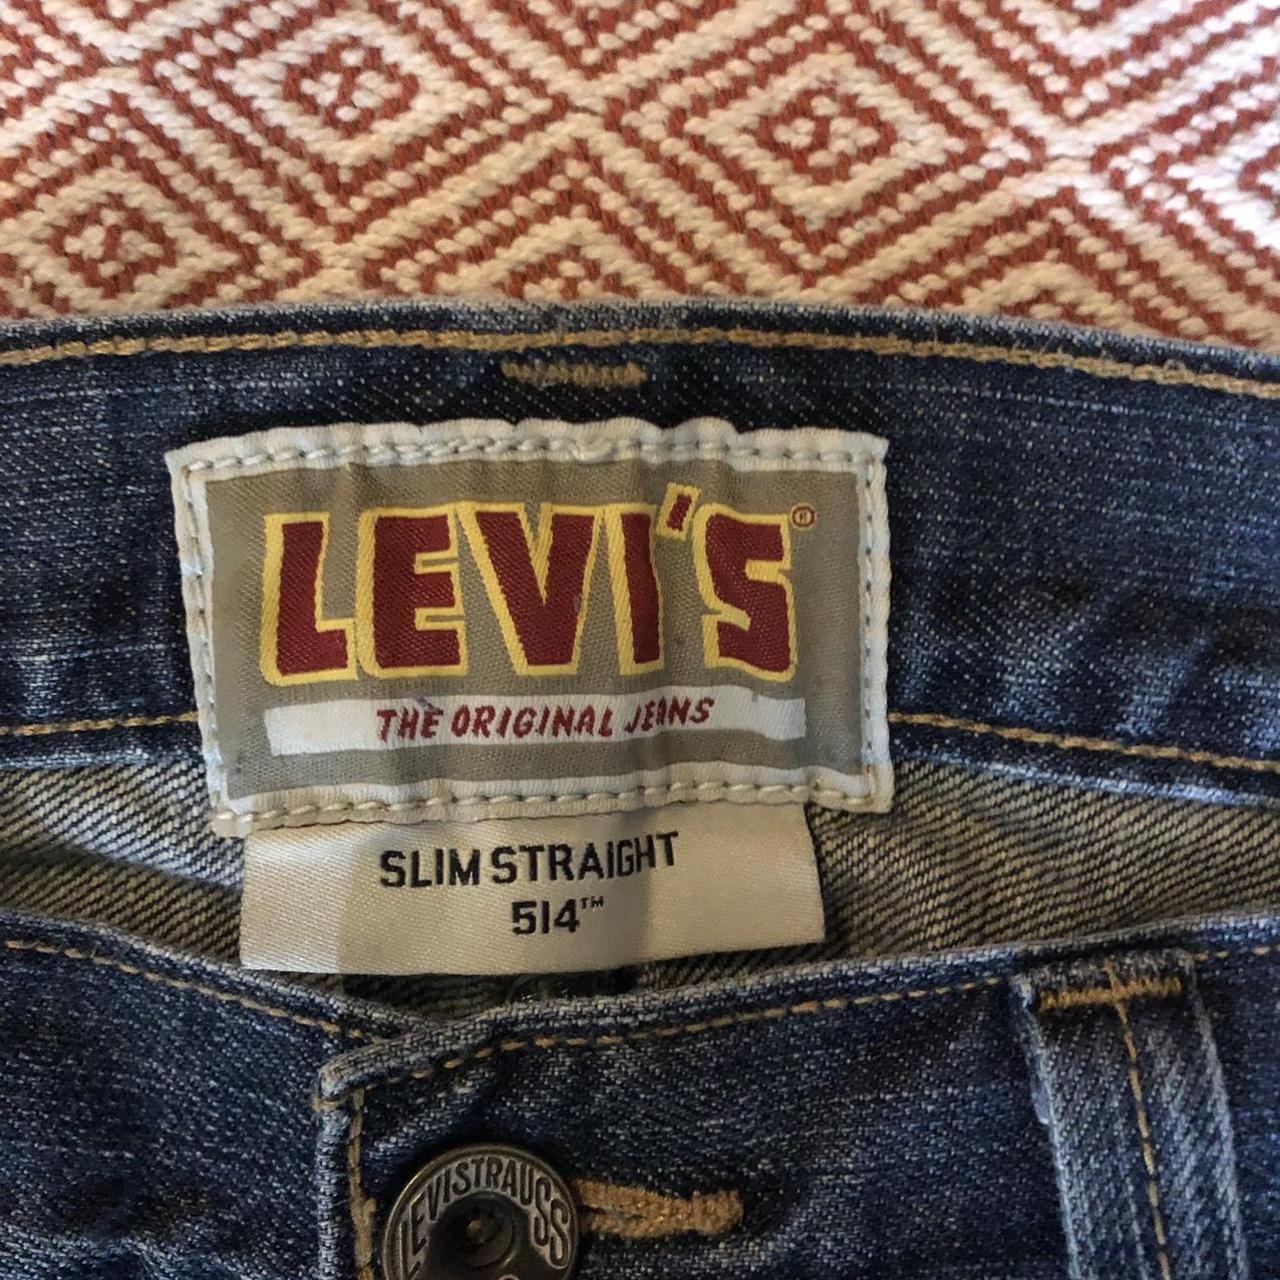 LEVI'S®
THE ORIGINAL JEANS
SLIM STRAIGHT
514™
LEVI STRAUSS